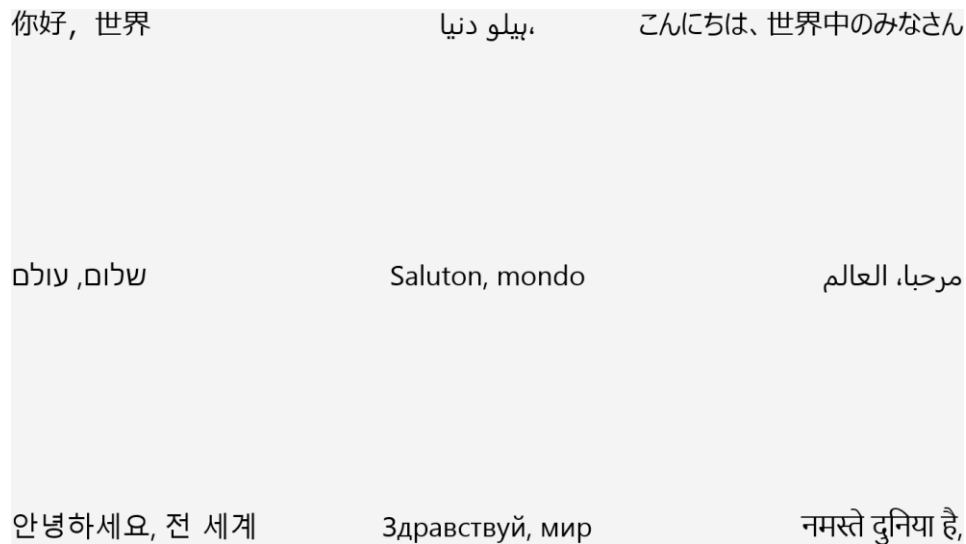 你好，世界
،ہیلو دنیا
こんにちは、世界中のみなさん
שלום, עולם
Saluton, mondo
مرحبا، العالم
안녕하세요, 전 세계
Здравствуй, мир
नमस्ते दुनिया है,